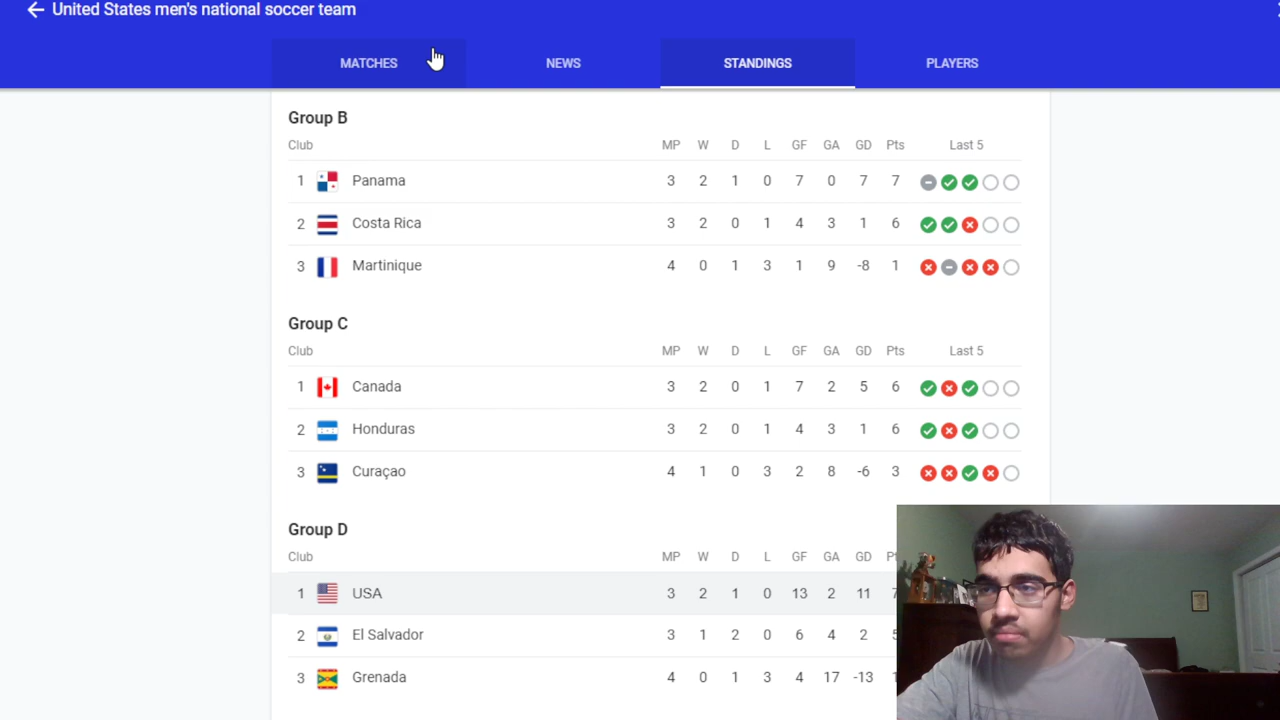 United States men's national soccer team
MATCHES NEWS STANDINGS PLAYERS
Group B
Club MP W D L GF GA GD Pts Last 5
1 Panama 3 2 1 0 7 0 7 7
2 Costa Rica 3 2 0 1 4 3 1 6
3 Martinique 4 0 1 3 1 9 -8 1
Group C
Club MP W D L GF GA GD Pts Last 5
1 Canada 3 2 0 1 7 2 5 6
2 Honduras 3 2 0 1 4 3 1 6
3 Curaçao 4 1 0 3 2 8 -6 3
Group D
Club MP W D L GF GA GD
1 USA 3 2 1 0 13 2 11
2 El Salvador 3 1 2 0 6 4 2
3 Grenada 4 0 1 3 4 17 -13